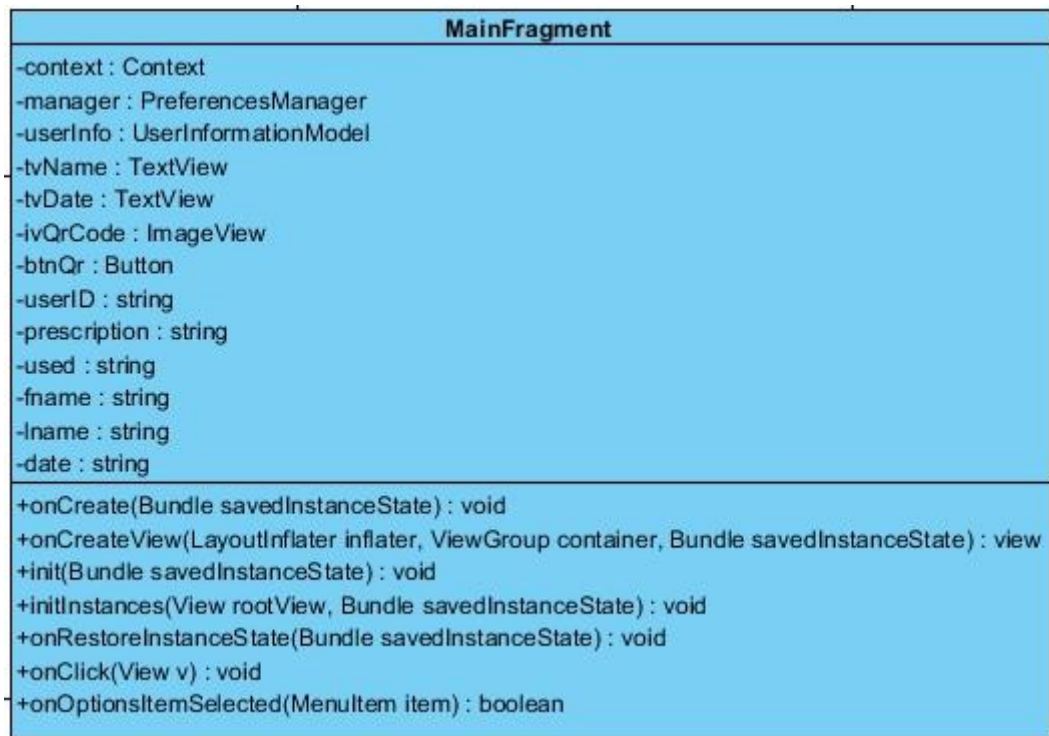 MainFragment
-context : Context
-manager : PreferencesManager
-userInfo : UserInformationModel
-tvName : TextView
-tvDate : TextView
-ivQrCode : ImageView
-btnQr : Button
-userID : string
-prescription : string
-used : string
-fname : string
-lname : string
-date : string
+onCreate(Bundle savedInstanceState) : void
+onCreateView(LayoutInflater inflater, ViewGroup container, Bundle savedInstanceState) : view
+init(Bundle savedInstanceState) : void
+initInstances(View rootView, Bundle savedInstanceState) : void
+onRestoreInstanceState(Bundle savedInstanceState) : void
+onClick(View v) : void
+onOptionsItemSelected(MenuItem item) : boolean